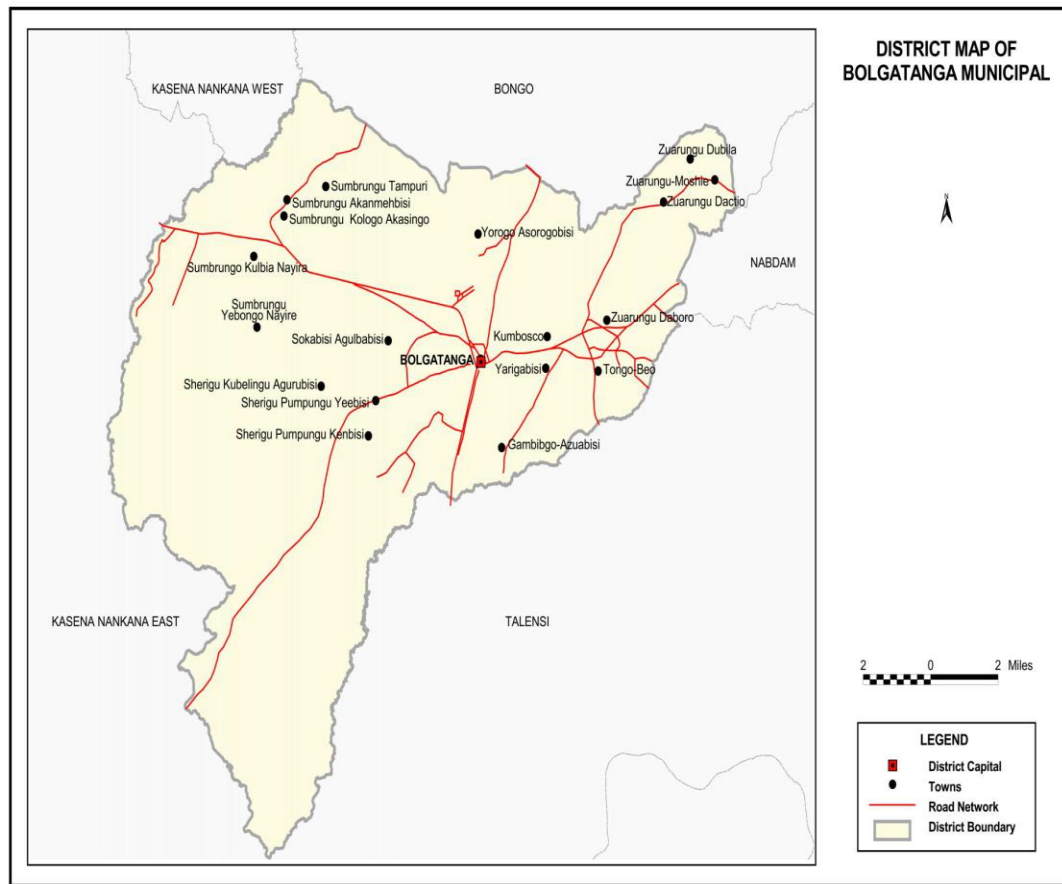 DISTRICT MAP OF
BOLGATANGA MUNICIPAL
KASENA NANKANA WEST
BONGO
Zuarungu Dubila
Zuarungu-Moshie
Zuarungu Dactio
Sumbrungu Tampuri
Sumbrungu Akanmehbisi
Sumbrungu Kologo Akasingo
Yorogo Asorogobisi
N
NABDAM
Sumbrungo Kulbia Nayira
Sumbrungu
Yebongo Nayire
Zuarungu Daboro
Sokabisi Agulbabisi
Kumbosco
BOLGATANGA
Yarigabisi
Tongo-Beo
Sherigu Kubelingu Agurubisi
Sherigu Pumpungu Yeebisi
Sherigu Pumpungu Kenbisi
Gambibgo-Azuabisi
KASENA NANKANA EAST
TALENSI
2 0 2 Miles
LEGEND
District Capital
Towns
Road Network
District Boundary